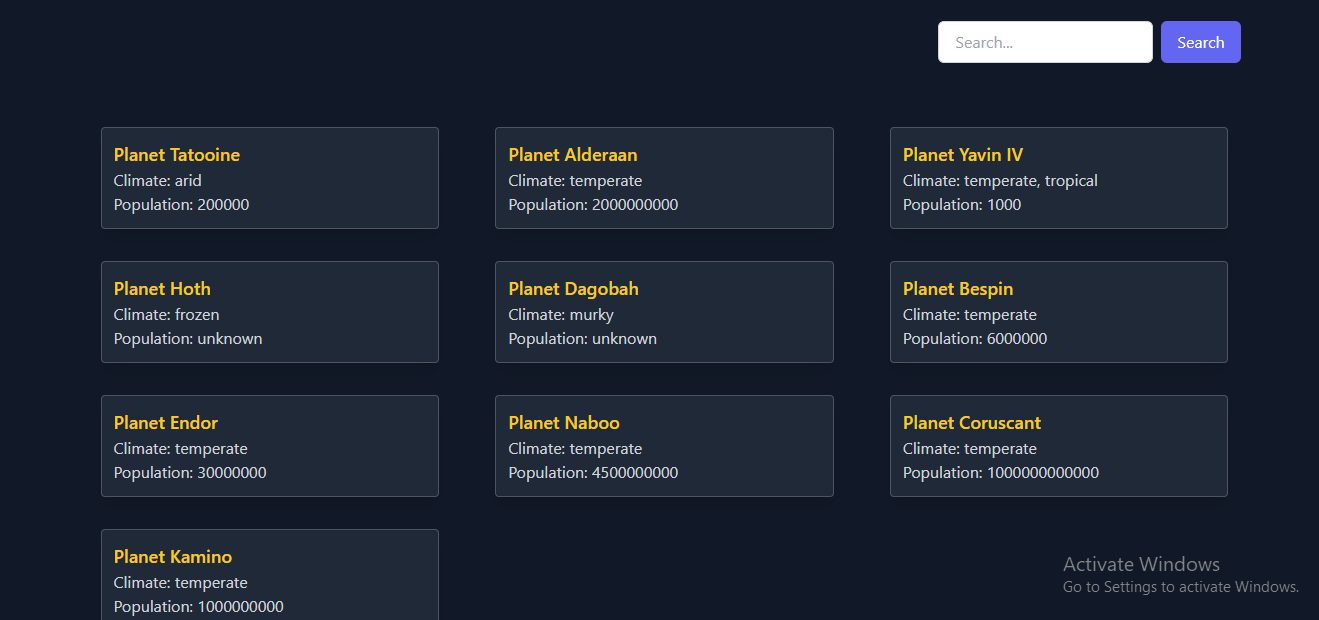 Search...
Search
Planet Tatooine
Climate: arid
Population: 200000
Planet Alderaan
Climate: temperate
Population: 2000000000
Planet Yavin IV
Climate: temperate, tropical
Population: 1000
Planet Hoth
Climate: frozen
Population: unknown
Planet Dagobah
Climate: murky
Population: unknown
Planet Bespin
Climate: temperate
Population: 6000000
Planet Endor
Climate: temperate
Population: 30000000
Planet Naboo
Climate: temperate
Population: 4500000000
Planet Coruscant
Climate: temperate
Population: 1000000000000
Planet Kamino
Climate: temperate
Population: 1000000000
Activate Windows
Go to Settings to activate Windows.